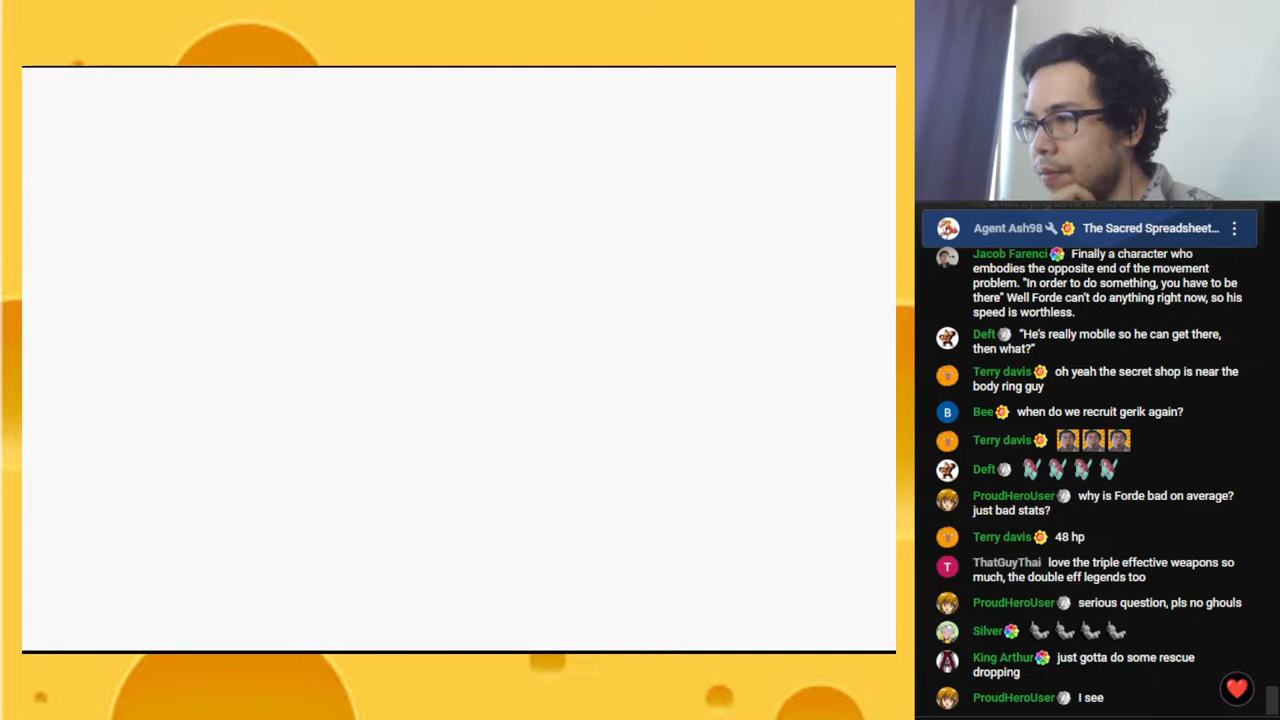 Agent Ash98 The Sacred Spreadsheet...
Jacob Farenci Finally a character who
embodies the opposite end of the movement
problem. "In order to do something, you have to be
there" Well Forde can't do anything right now, so his
speed is worthless.
Deft “He's really mobile so he can get there,
then what?”
Terry davis oh yeah the secret shop is near the
body ring guy
B
Bee when do we recruit gerik again?
Terry davis
Deft
ProudHeroUser why is Forde bad on average?
just bad stats?
Terry davis 48 hp
T
ThatGuyThai love the triple effective weapons so
much, the double eff legends too
ProudHeroUser serious question, pls no ghouls
Silver
King Arthur just gotta do some rescue
dropping
ProudHeroUser I see